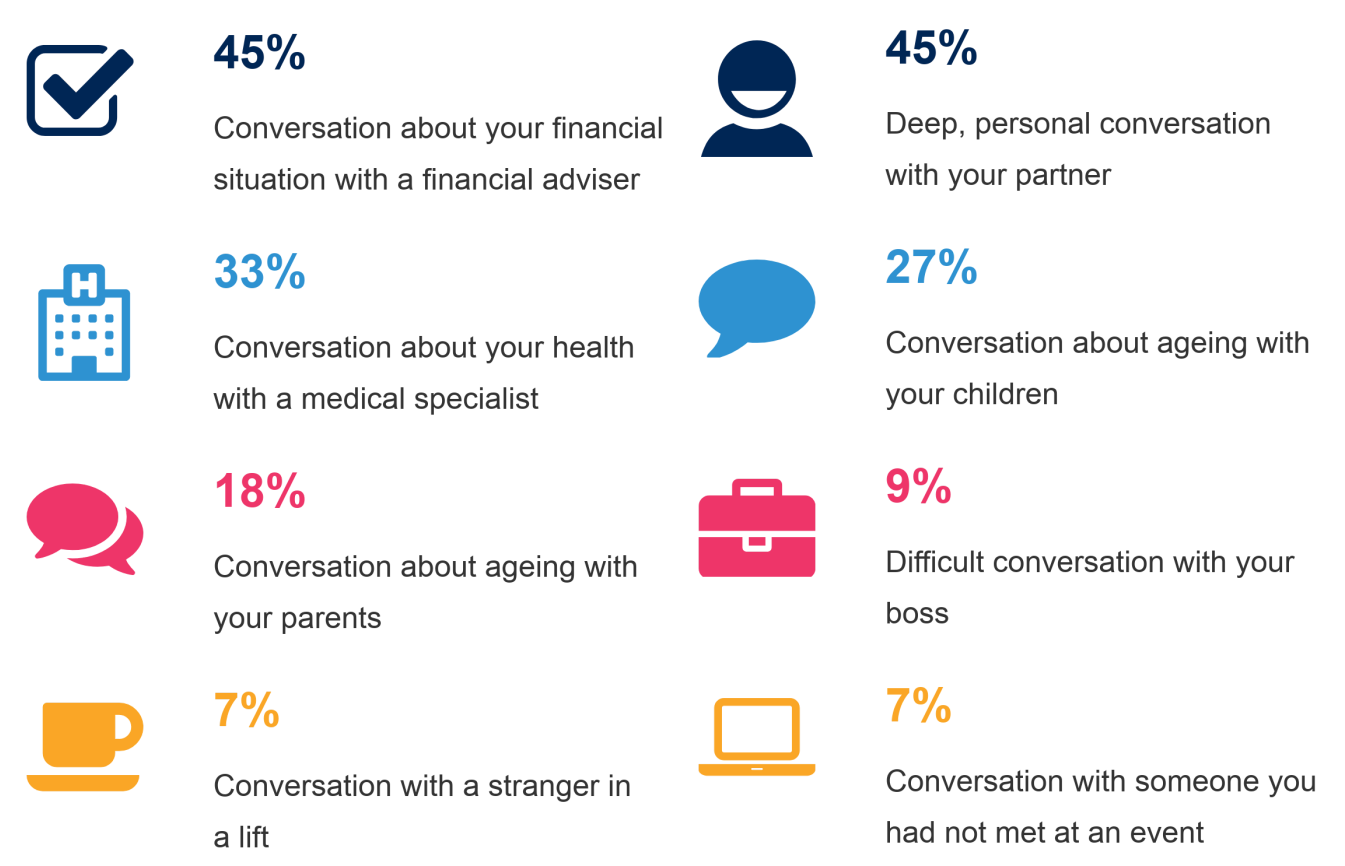 45%
Conversation about your financial
situation with a financial adviser
45%
Deep, personal conversation
with your partner
H
33%
Conversation about your health
with a medical specialist
27%
Conversation about ageing with
your children
18%
Conversation about ageing with
your parents
9%
Difficult conversation with your
boss
7%
Conversation with a stranger in
a lift
7%
Conversation with someone you
had not met at an event